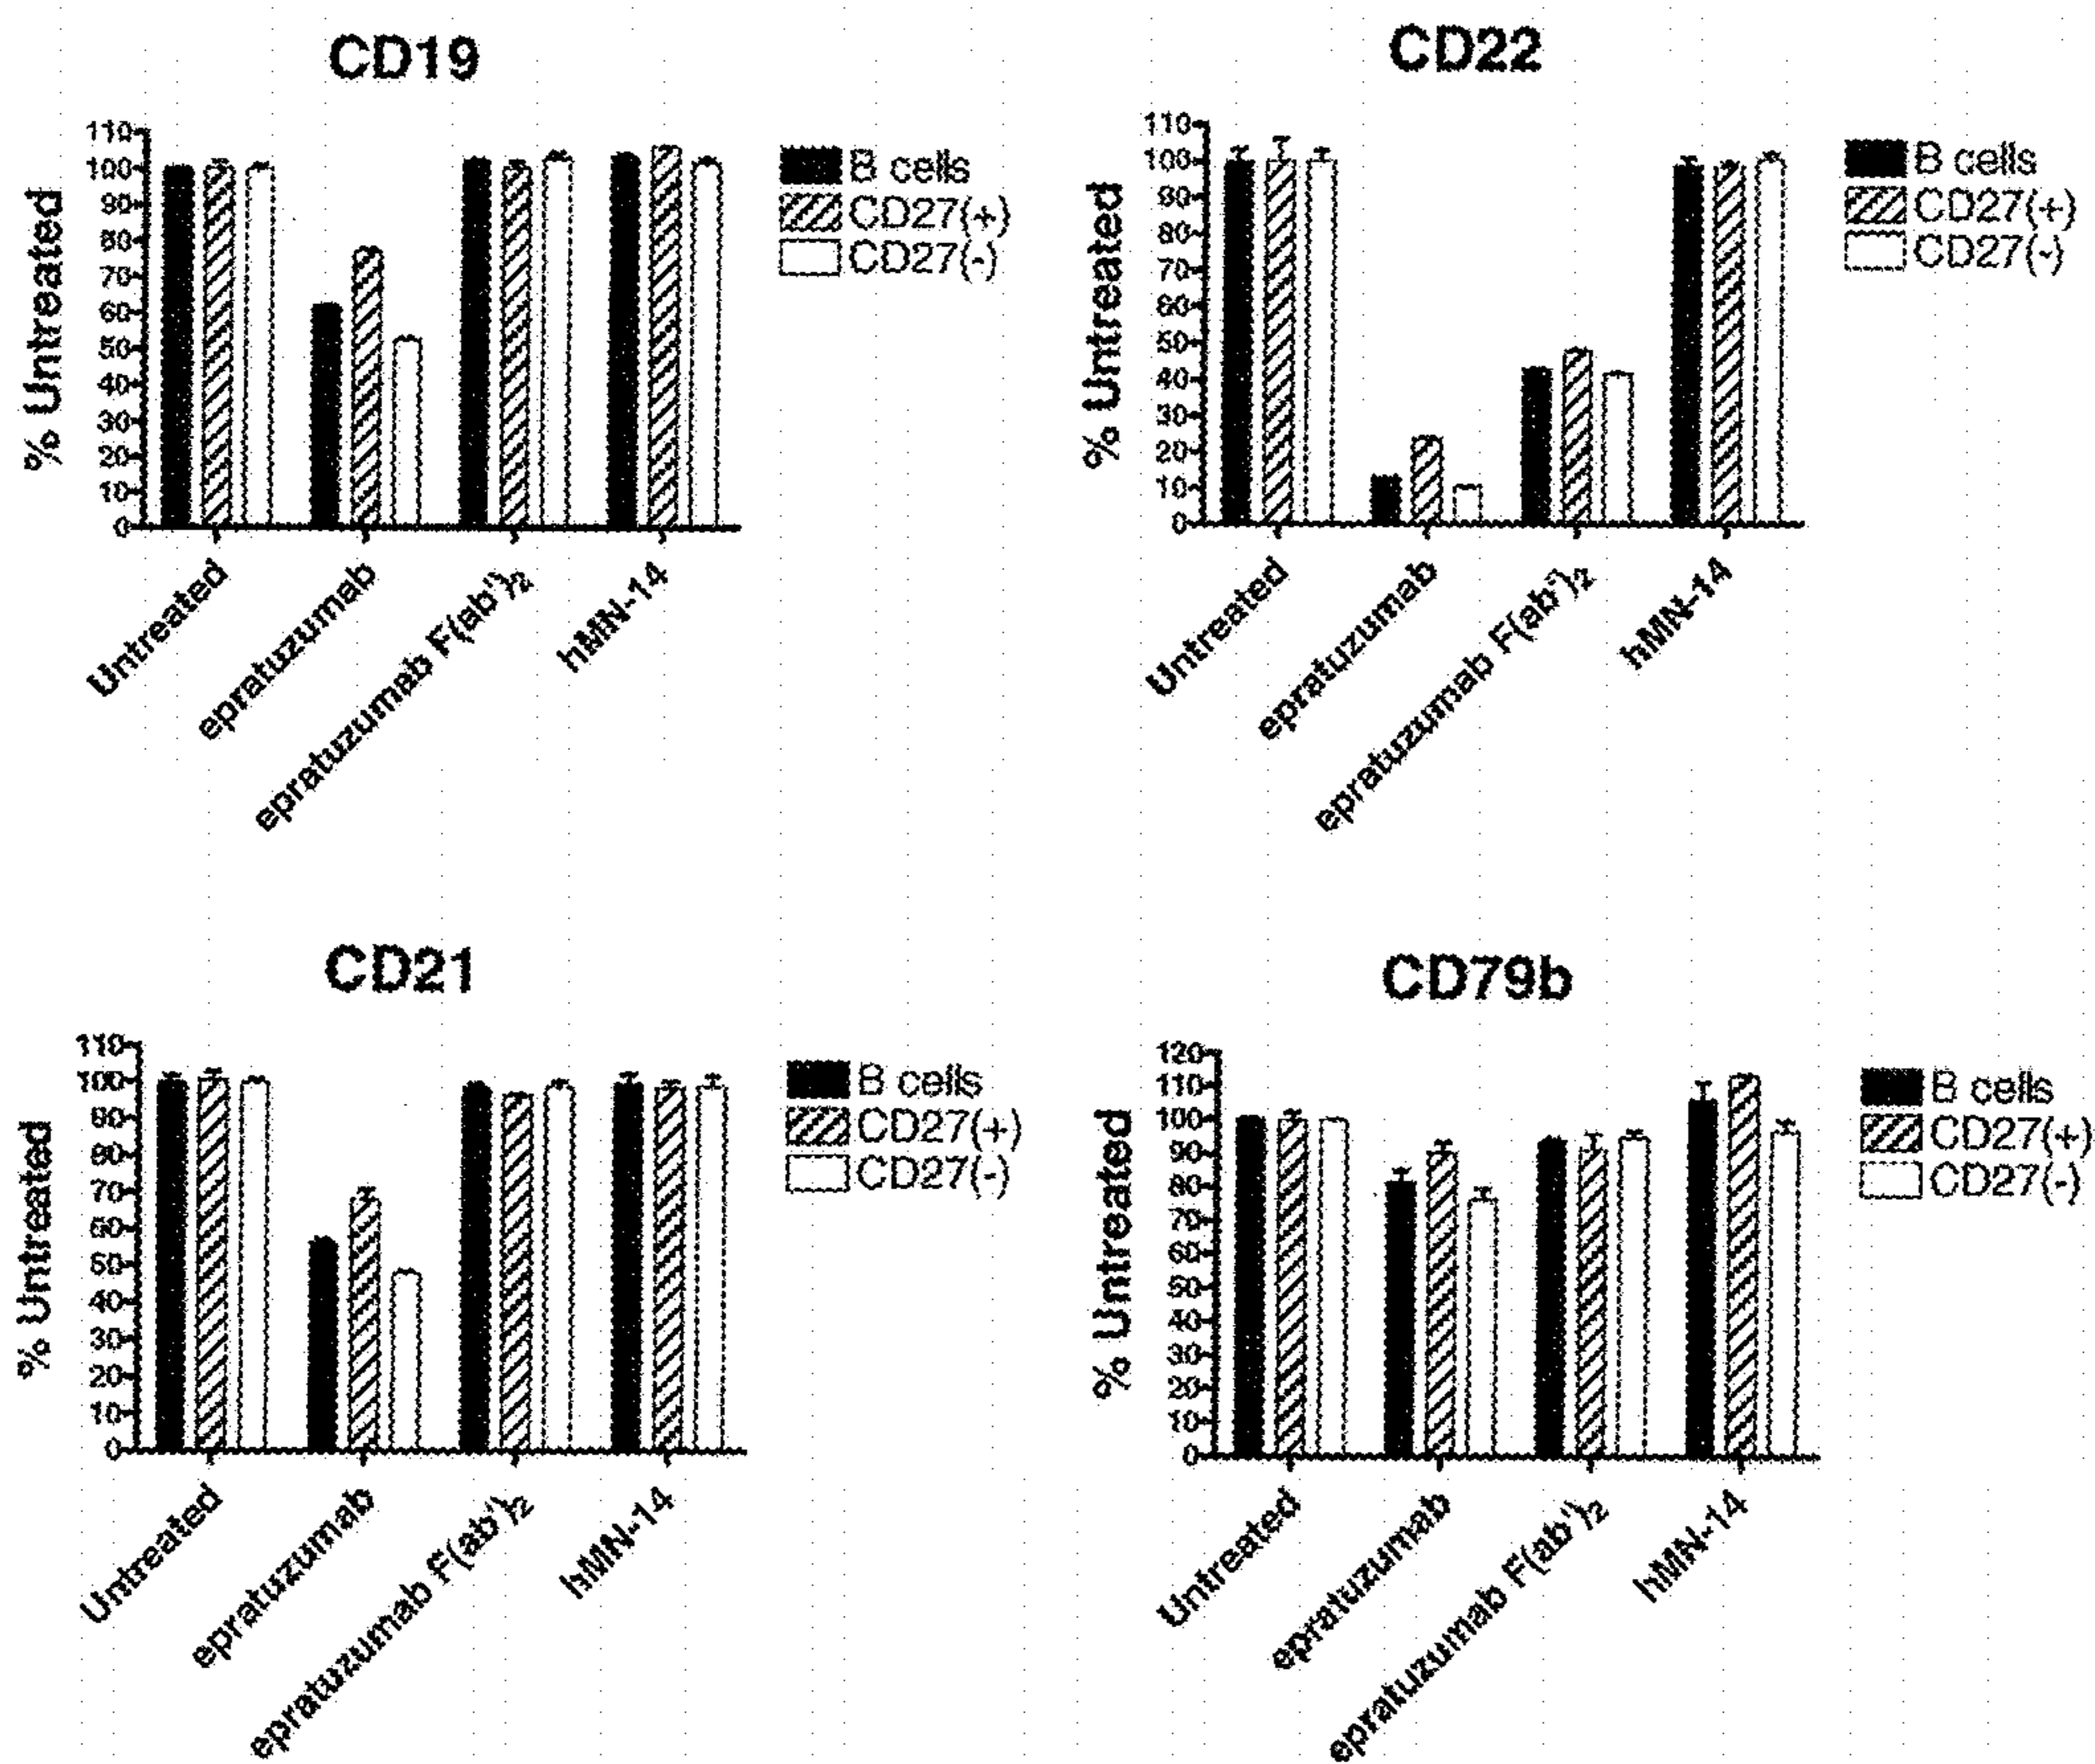 CD19
% Untreated
110
100
90
80
70
60
50
40
30
20
10
0
Untreated
epratuzumab
epratuzumab F(ab')2
hMN-14
B cells
CD27(+)
CD27(-)
CD22
% Untreated
110
100
90
80
70
60
50
40
30
20
10
0
Untreated
epratuzumab
epratuzumab F(ab')2
hMN-14
B cells
CD27(+)
CD27(-)
CD21
% Untreated
110
100
90
80
70
60
50
40
30
20
10
0
Untreated
epratuzumab
epratuzumab F(ab')2
hMN-14
B cells
CD27(+)
CD27(-)
CD79b
% Untreated
120
110
100
90
80
70
60
50
40
30
20
10
0
Untreated
epratuzumab
epratuzumab F(ab')2
hMN-14
B cells
CD27(+)
CD27(-)